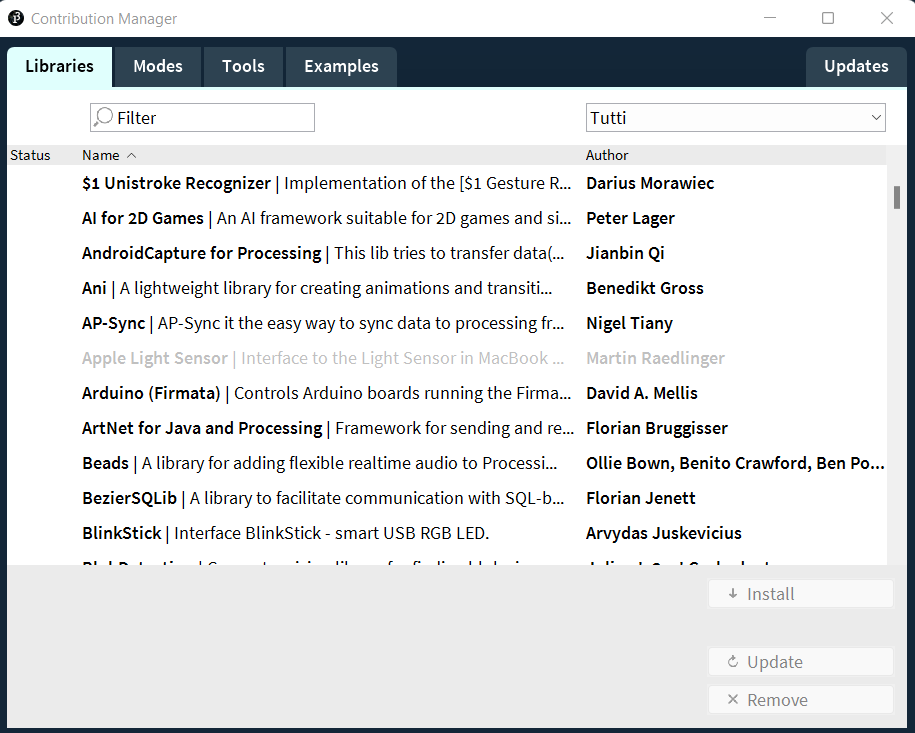 Contribution Manager
Libraries Modes Tools Examples Updates
Filter Tutti
Status Name Author
$1 Unistroke Recognizer | Implementation of the [$1 Gesture R... Darius Morawiec
AI for 2D Games | An AI framework suitable for 2D games and si... Peter Lager
AndroidCapture for Processing | This lib tries to transfer data(... Jianbin Qi
Ani | A lightweight library for creating animations and transiti... Benedikt Gross
AP-Sync | AP-Sync it the easy way to sync data to processing fr... Nigel Tiany
Apple Light Sensor | Interface to the Light Sensor in MacBook ... Martin Raedlinger
Arduino (Firmata) | Controls Arduino boards running the Firma... David A. Mellis
ArtNet for Java and Processing | Framework for sending and re... Florian Bruggisser
Beads | A library for adding flexible realtime audio to Processi... Ollie Bown, Benito Crawford, Ben Po...
BezierSQLib | A library to facilitate communication with SQL-b... Florian Jenett
BlinkStick | Interface BlinkStick - smart USB RGB LED. Arvydas Juskevicius
Install
Update
Remove